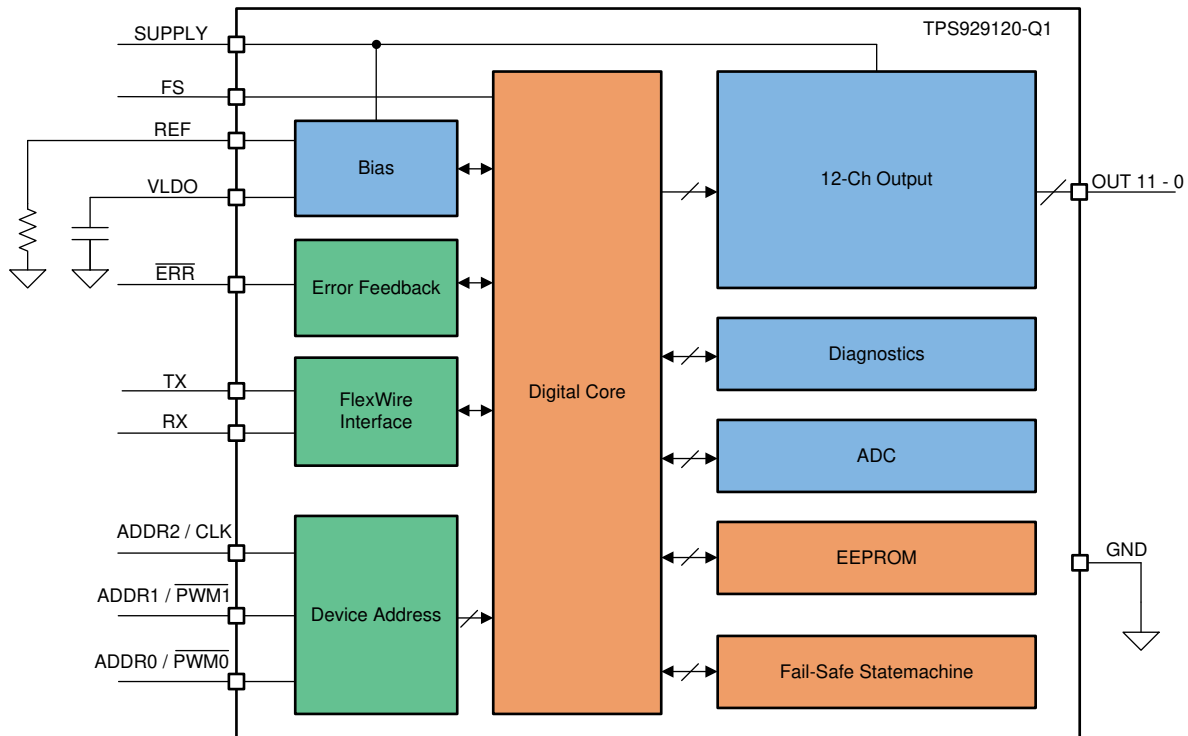 TPS929120-Q1
SUPPLY
FS
REF
VLDO
ERR
TX
RX
ADDR2 / CLK
ADDR1 / PWM1
ADDR0 / PWM0
Bias
Error Feedback
FlexWire
Interface
Device Address
Digital Core
12-Ch Output
Diagnostics
ADC
EEPROM
Fail-Safe Statemachine
OUT 11 - 0
GND